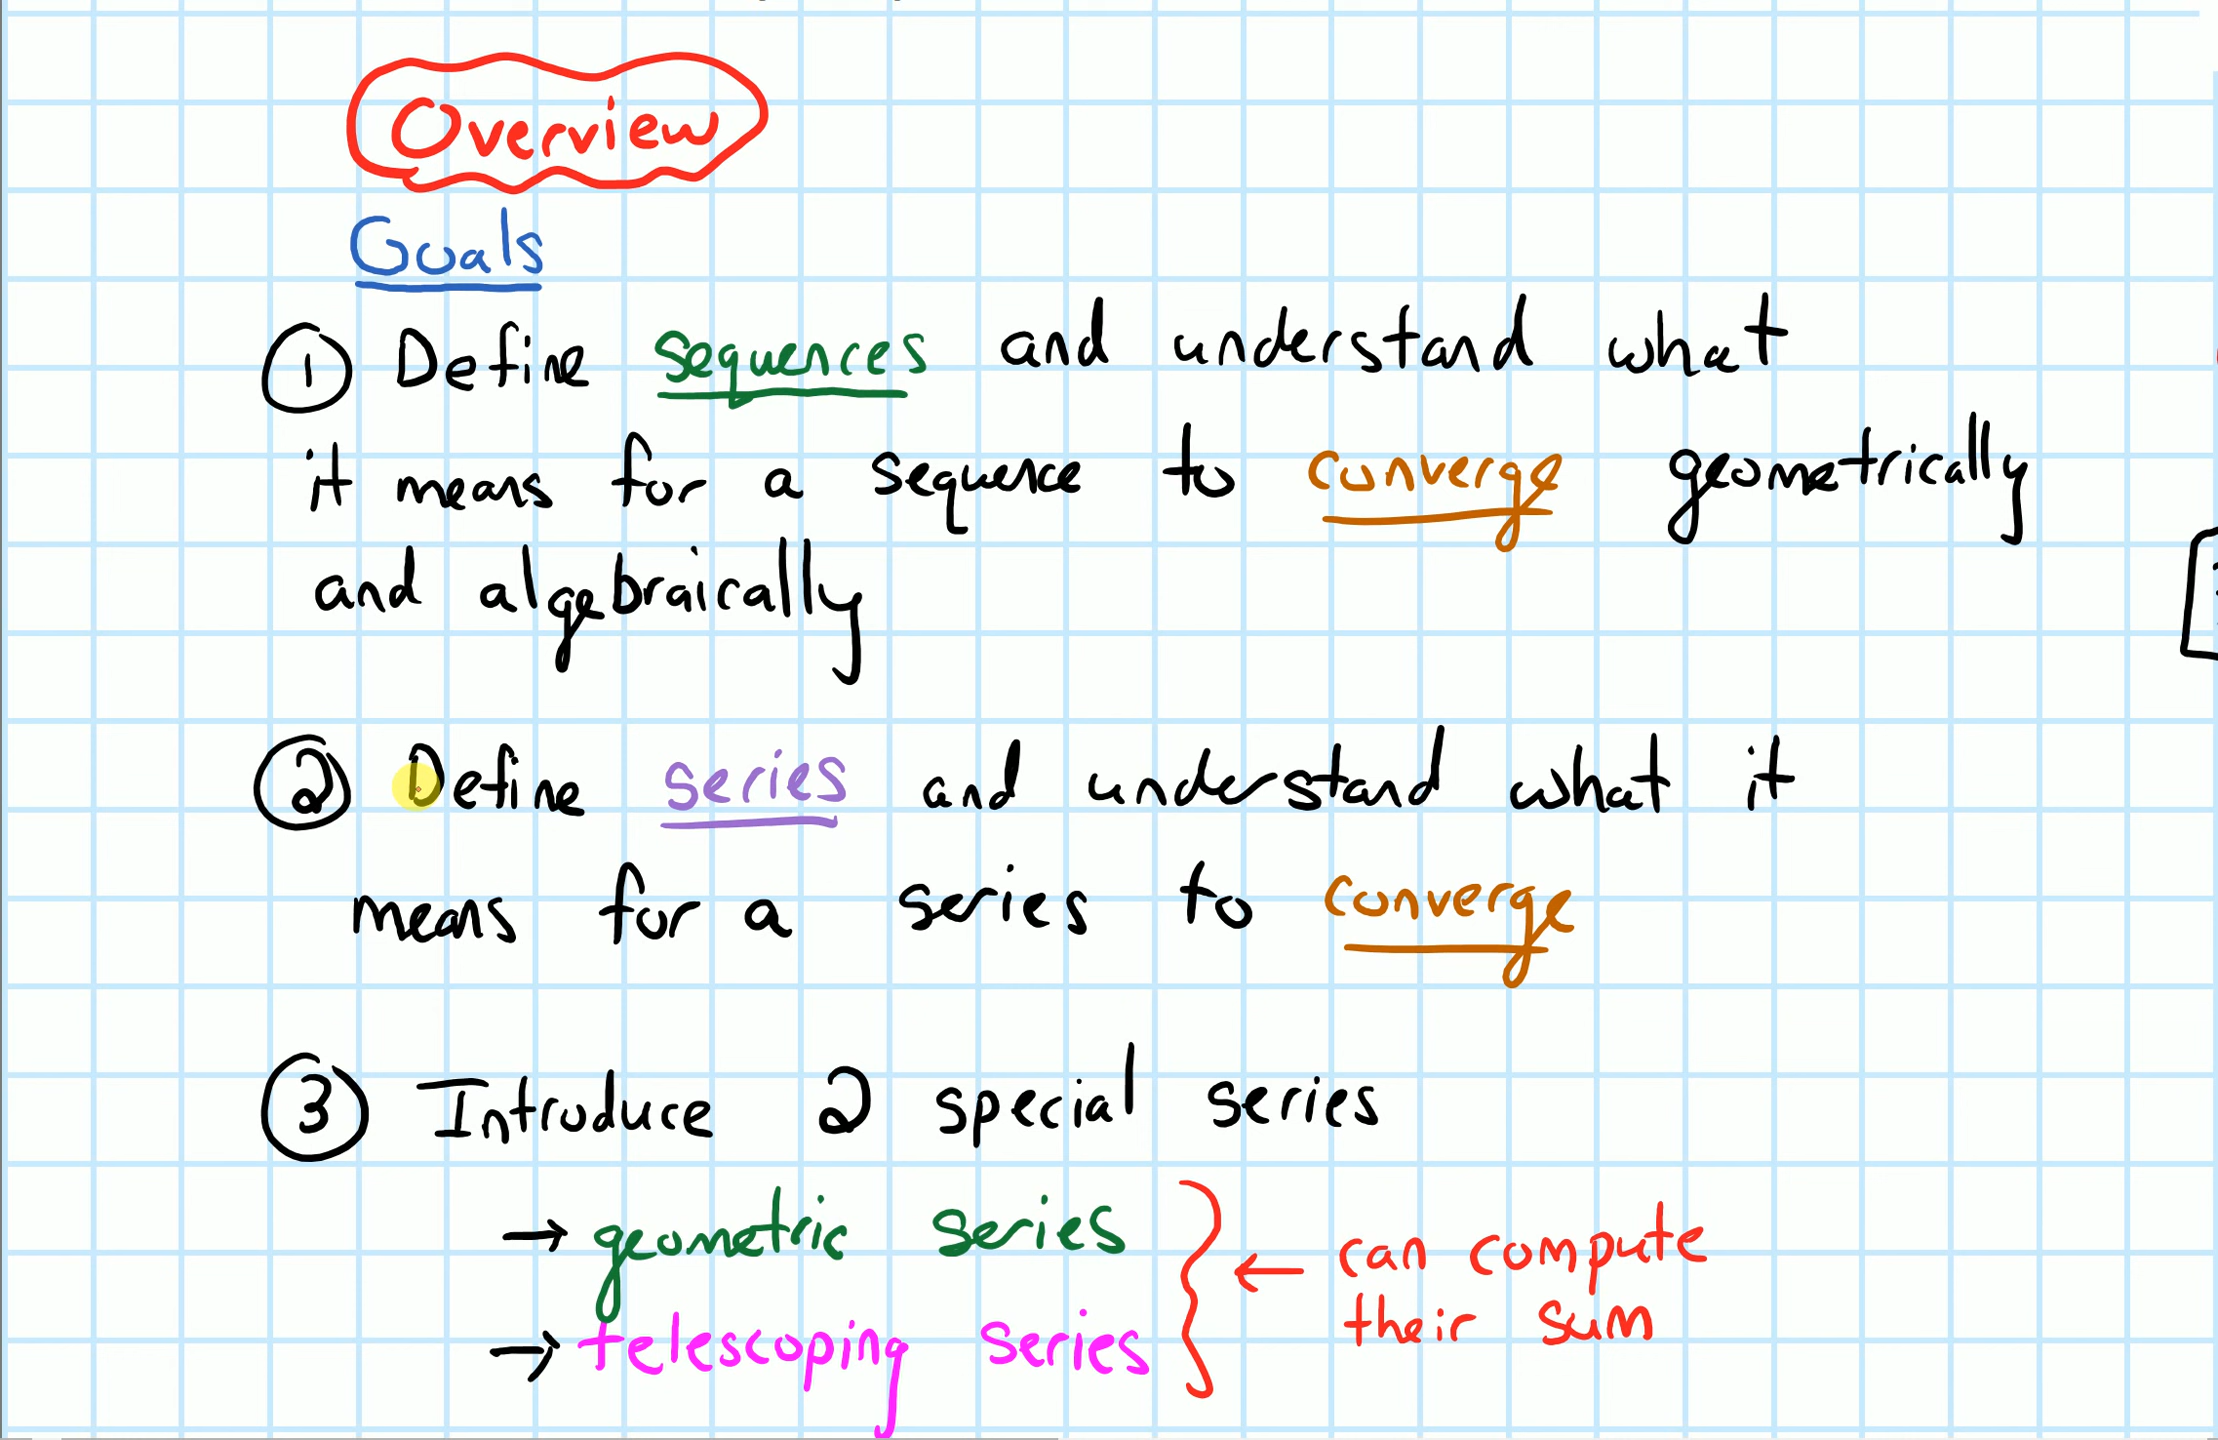 Overview
Goals
① Define sequences and understand what
it means for a sequence to converge geometrically
and algebraically
② Define series and understand what it
means for a series to converge
③ Introduce 2 special series
→ geometric series
← can compute
their sum
→ telescoping series